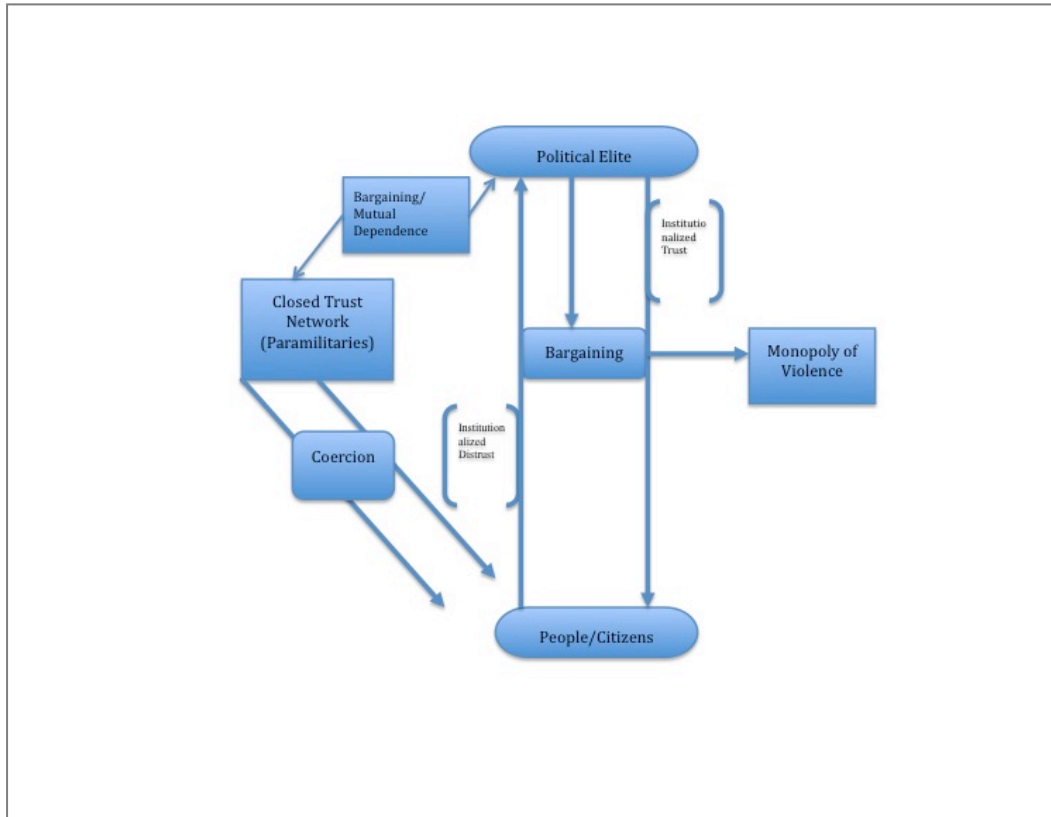 Political Elite
Bargaining/
Mutual
Dependence
Institutio
nalized
Trust
Closed Trust
Network
(Paramilitaries)
Bargaining
Monopoly of
Violence
Institution
alized
Distrust
Coercion
People/Citizens